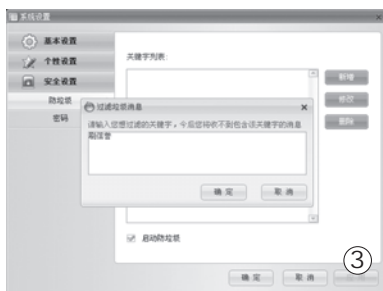 系统设置
基本设置
个性设置
安全设置
防垃圾
密码
关键字列表:
新增
修改
删除
过滤垃圾消息
请输入您想过滤的关键字，今后您将收不到包含该关键字的消息
确定
取消
启动防垃圾
确定
取消
③